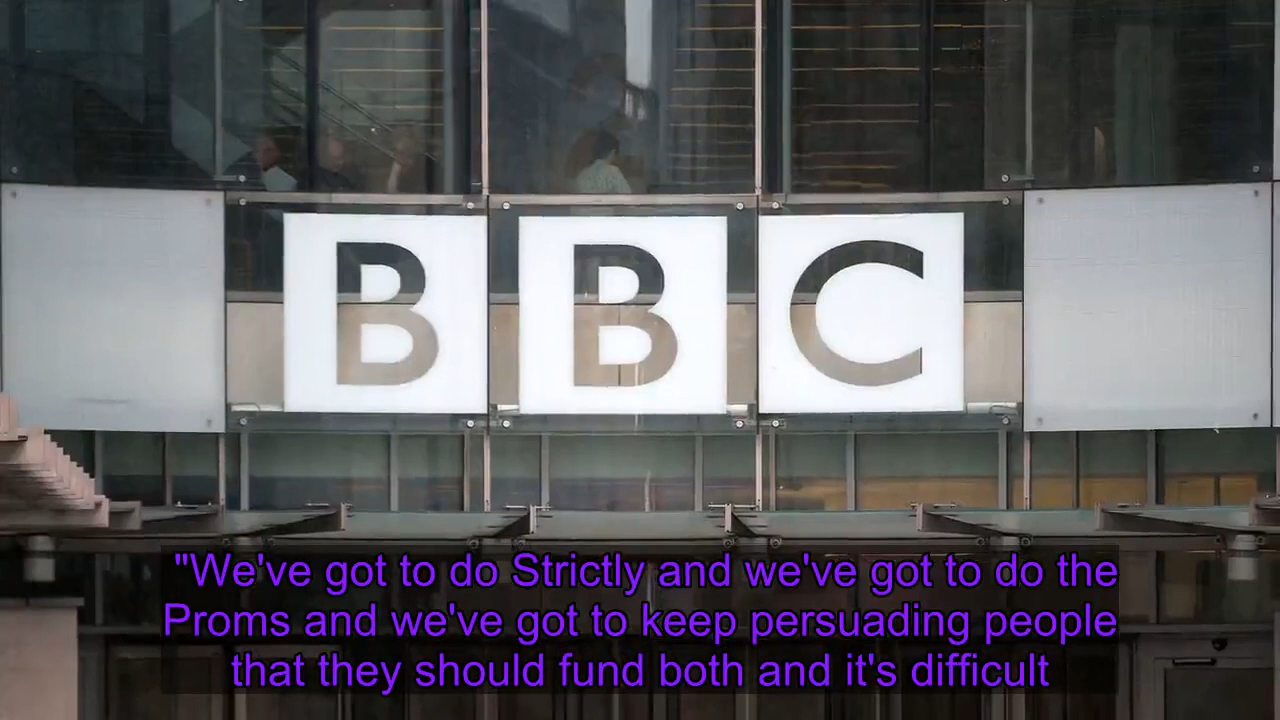 BBC
"We've got to do Strictly and we've got to do the
Proms and we've got to keep persuading people
that they should fund both and it's difficult